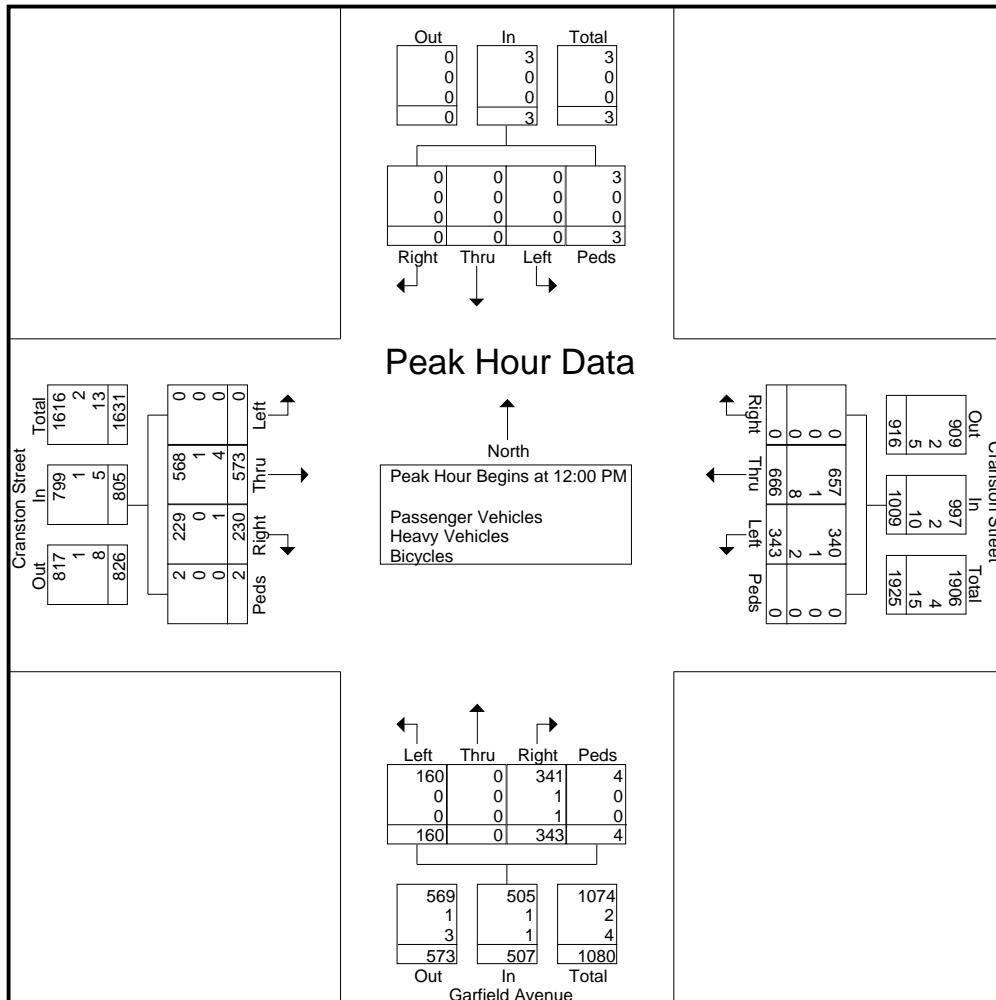 Out In Total
0 3 3
0 0 0
0 0 0
0 3 3
0 0 0 3
0 0 0 0
0 0 0 0
0 0 0 3
Right Thru Left Peds
Peak Hour Data
North
Peak Hour Begins at 12:00 PM
Passenger Vehicles
Heavy Vehicles
Bicycles
Cranston Street
Out In Total
817 799 1616
1 1 2
8 5 13
826 805 1631
2 229 568 0
0 0 1 0
0 1 4 0
2 230 573 0
Peds Right Thru Left
Cranston Street
Out In Total
909 997 1906
2 2 4
5 10 15
916 1009 1925
0 657 340 0
0 1 1 0
0 8 2 0
0 666 343 0
Right Thru Left Peds
Left Thru Right Peds
160 0 341 4
0 0 1 0
0 0 1 0
160 0 343 4
569 505 1074
1 1 2
3 1 4
573 507 1080
Out In Total
Garfield Avenue